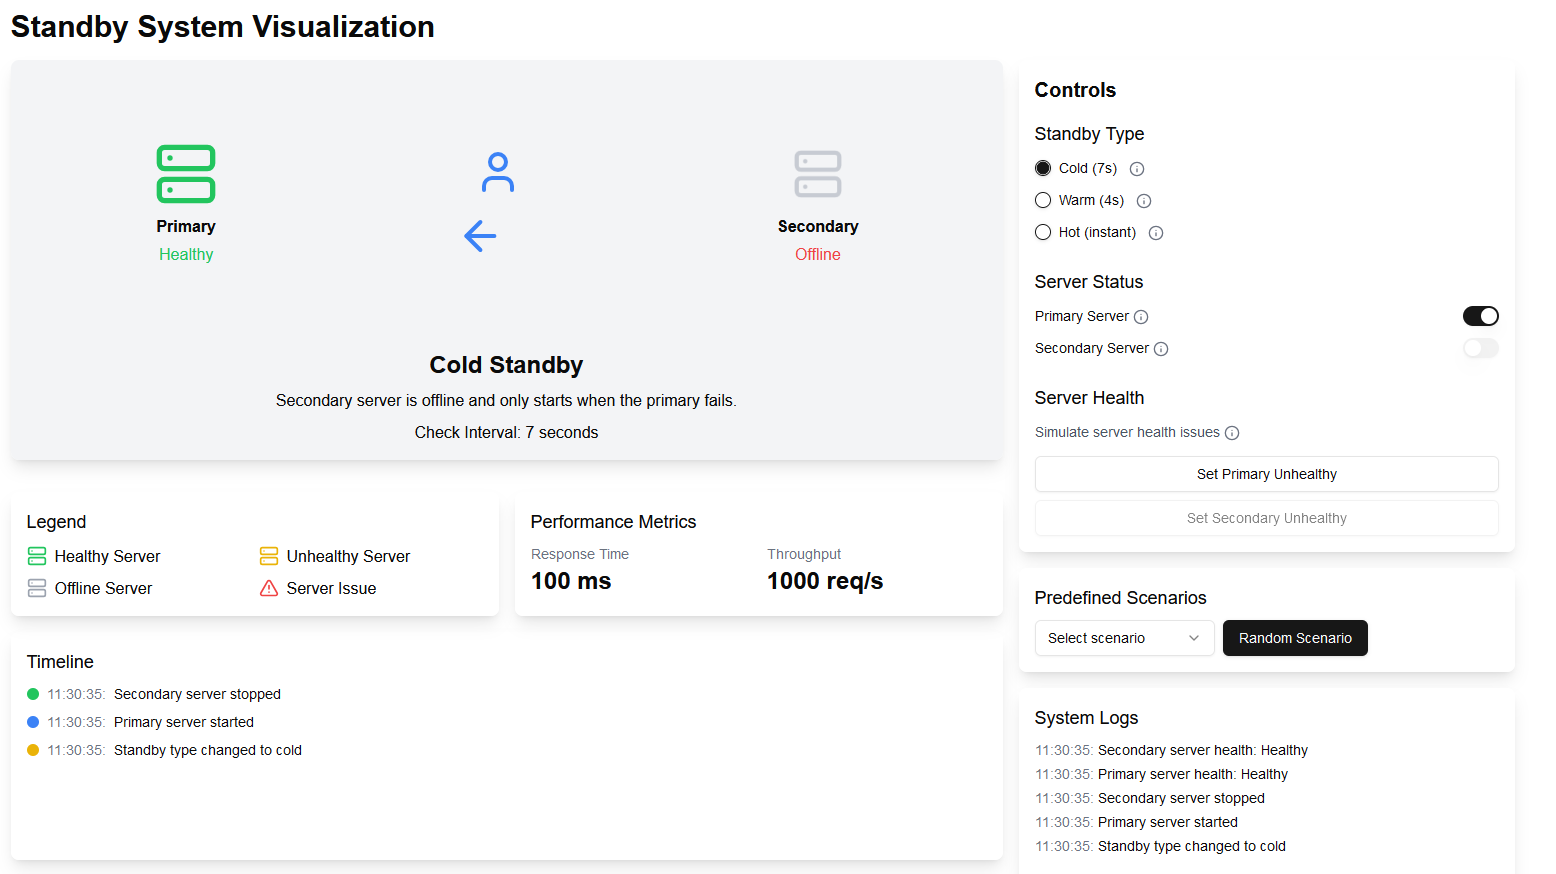 Standby System Visualization
Primary
Healthy
Secondary
Offline
Cold Standby
Secondary server is offline and only starts when the primary fails.
Check Interval: 7 seconds
Legend
Healthy Server
Unhealthy Server
Offline Server
Server Issue
Performance Metrics
Response Time
100 ms
Throughput
1000 req/s
Timeline
11:30:35: Secondary server stopped
11:30:35: Primary server started
11:30:35: Standby type changed to cold
Controls
Standby Type
Cold (7s)
Warm (4s)
Hot (instant)
Server Status
Primary Server
Secondary Server
Server Health
Simulate server health issues
Set Primary Unhealthy
Set Secondary Unhealthy
Predefined Scenarios
Select scenario
Random Scenario
System Logs
11:30:35: Secondary server health: Healthy
11:30:35: Primary server health: Healthy
11:30:35: Secondary server stopped
11:30:35: Primary server started
11:30:35: Standby type changed to cold